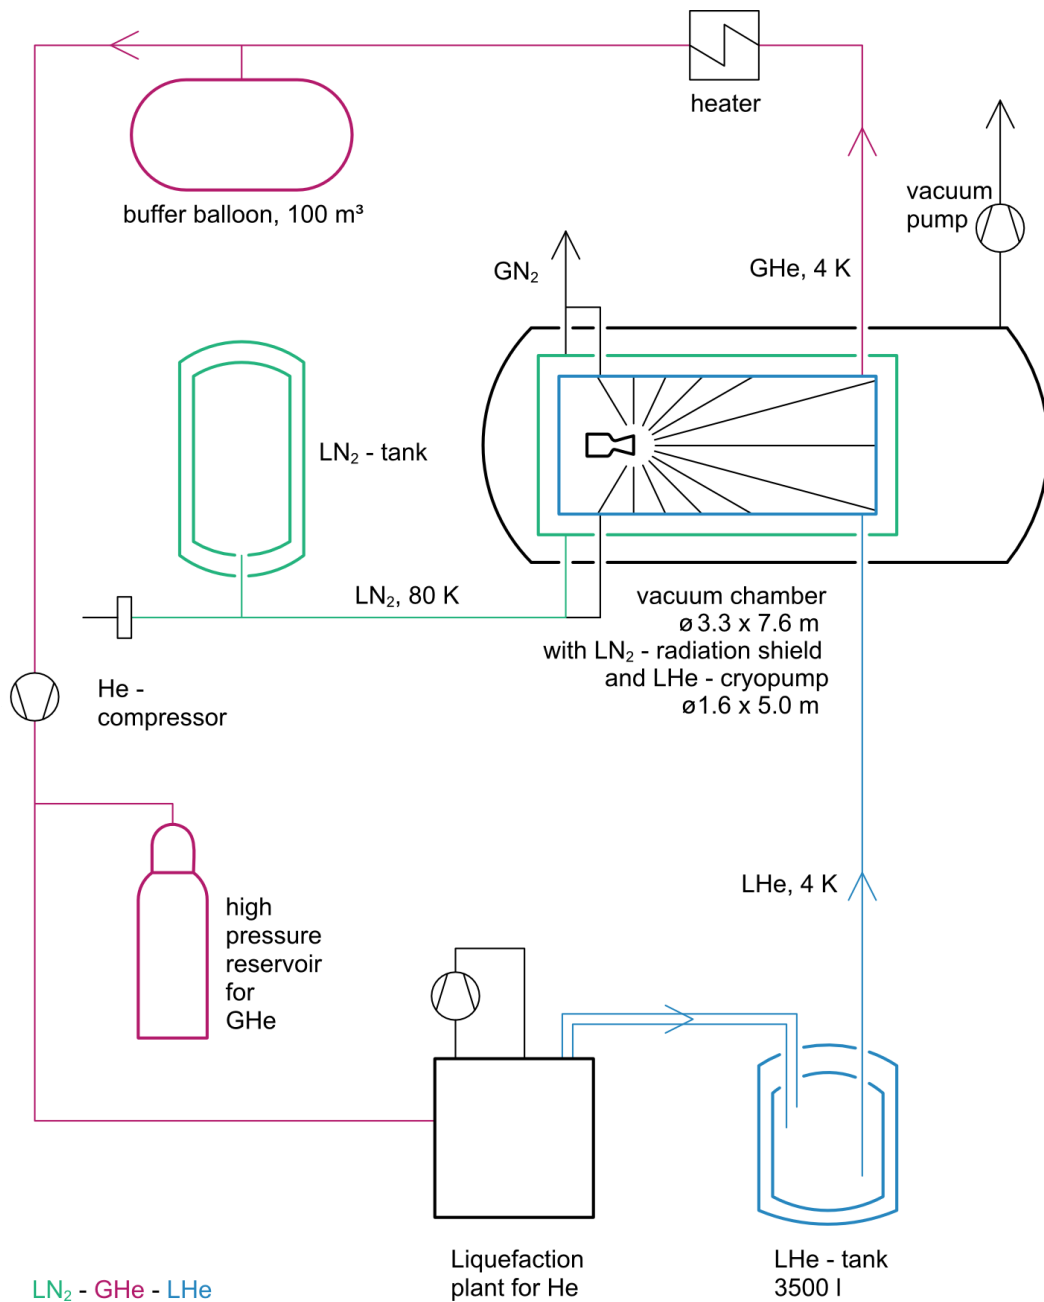 heater
buffer balloon, 100 m³
vacuum
pump
GN₂
GHe, 4 K
LN₂ - tank
LN₂, 80 K
vacuum chamber
ø 3.3 x 7.6 m
with LN₂ - radiation shield
and LHe - cryopump
ø 1.6 x 5.0 m
He -
compressor
LHe, 4 K
high
pressure
reservoir
for
GHe
Liquefaction
plant for He
LHe - tank
3500 l
LN₂ - GHe - LHe